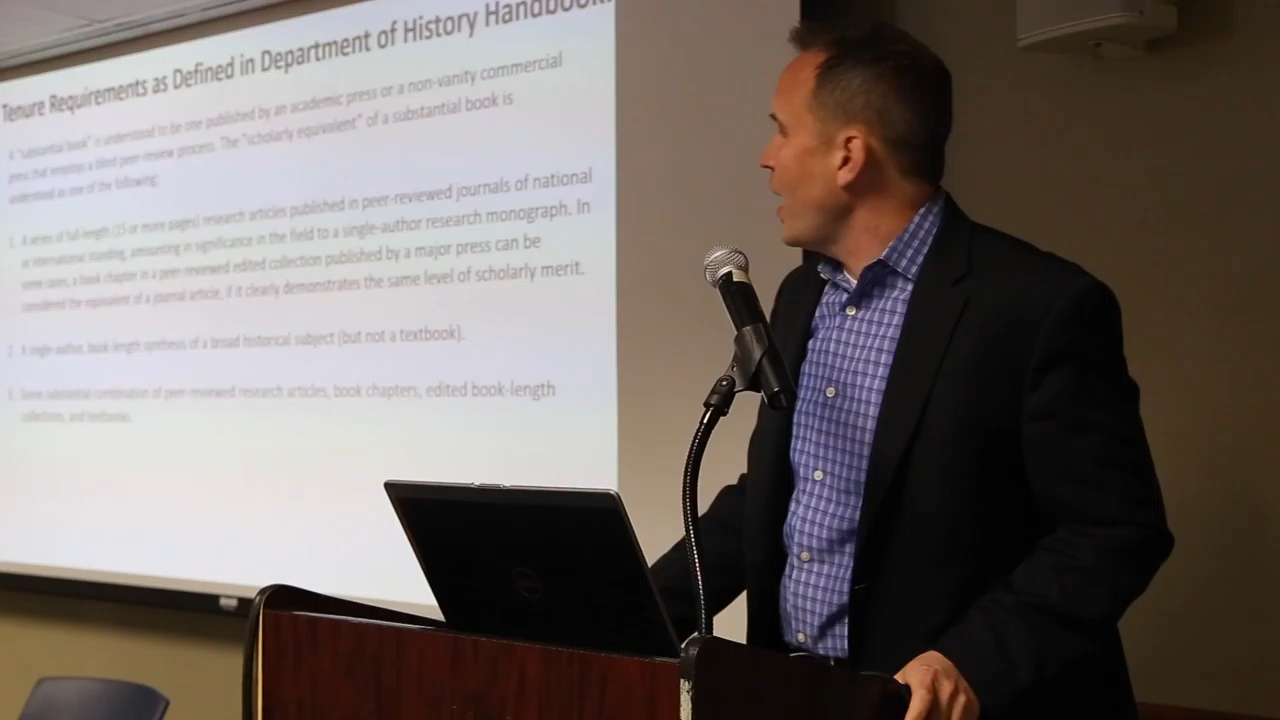 Tenure Requirements as Defined in Department of History Handbook:
A "substantial book" is understood to be one published by an academic press or a non-vanity commercial
press that employs a blind peer-review process. The "scholarly equivalent" of a substantial book is
understood as one of the following:
1. A series of full-length (15 or more pages) research articles published in peer-reviewed journals of national
or international standing, amounting in significance in the field to a single-author research monograph. In
some cases, a book chapter in a peer-reviewed edited collection published by a major press can be
considered the equivalent of a journal article, if it clearly demonstrates the same level of scholarly merit.
2. A single-author, book-length synthesis of a broad historical subject (but not a textbook).
3. Some substantial combination of peer-reviewed research articles, book chapters, edited book-length
collections, and textbooks.